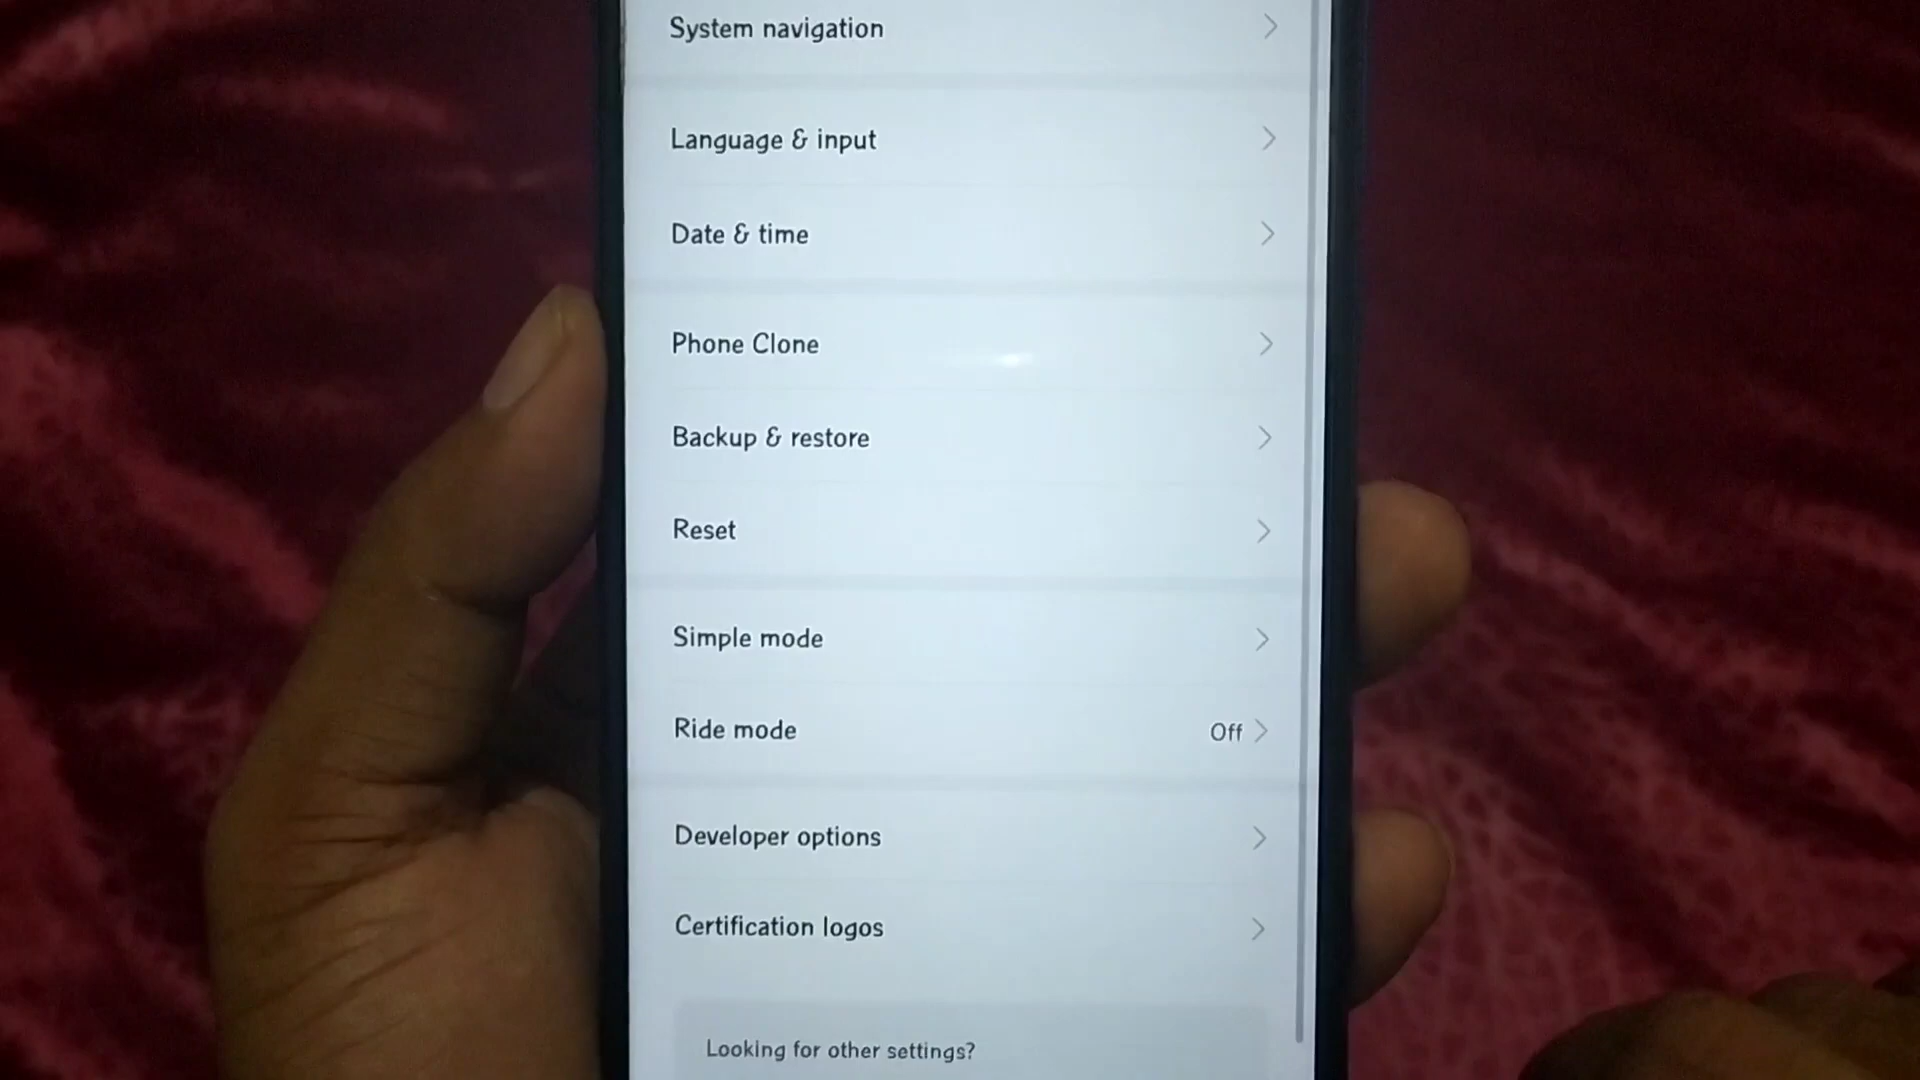 System navigation
Language & input
Date & time
Phone Clone
Backup & restore
Reset
Simple mode
Ride mode Off
Developer options
Certification logos
Looking for other settings?